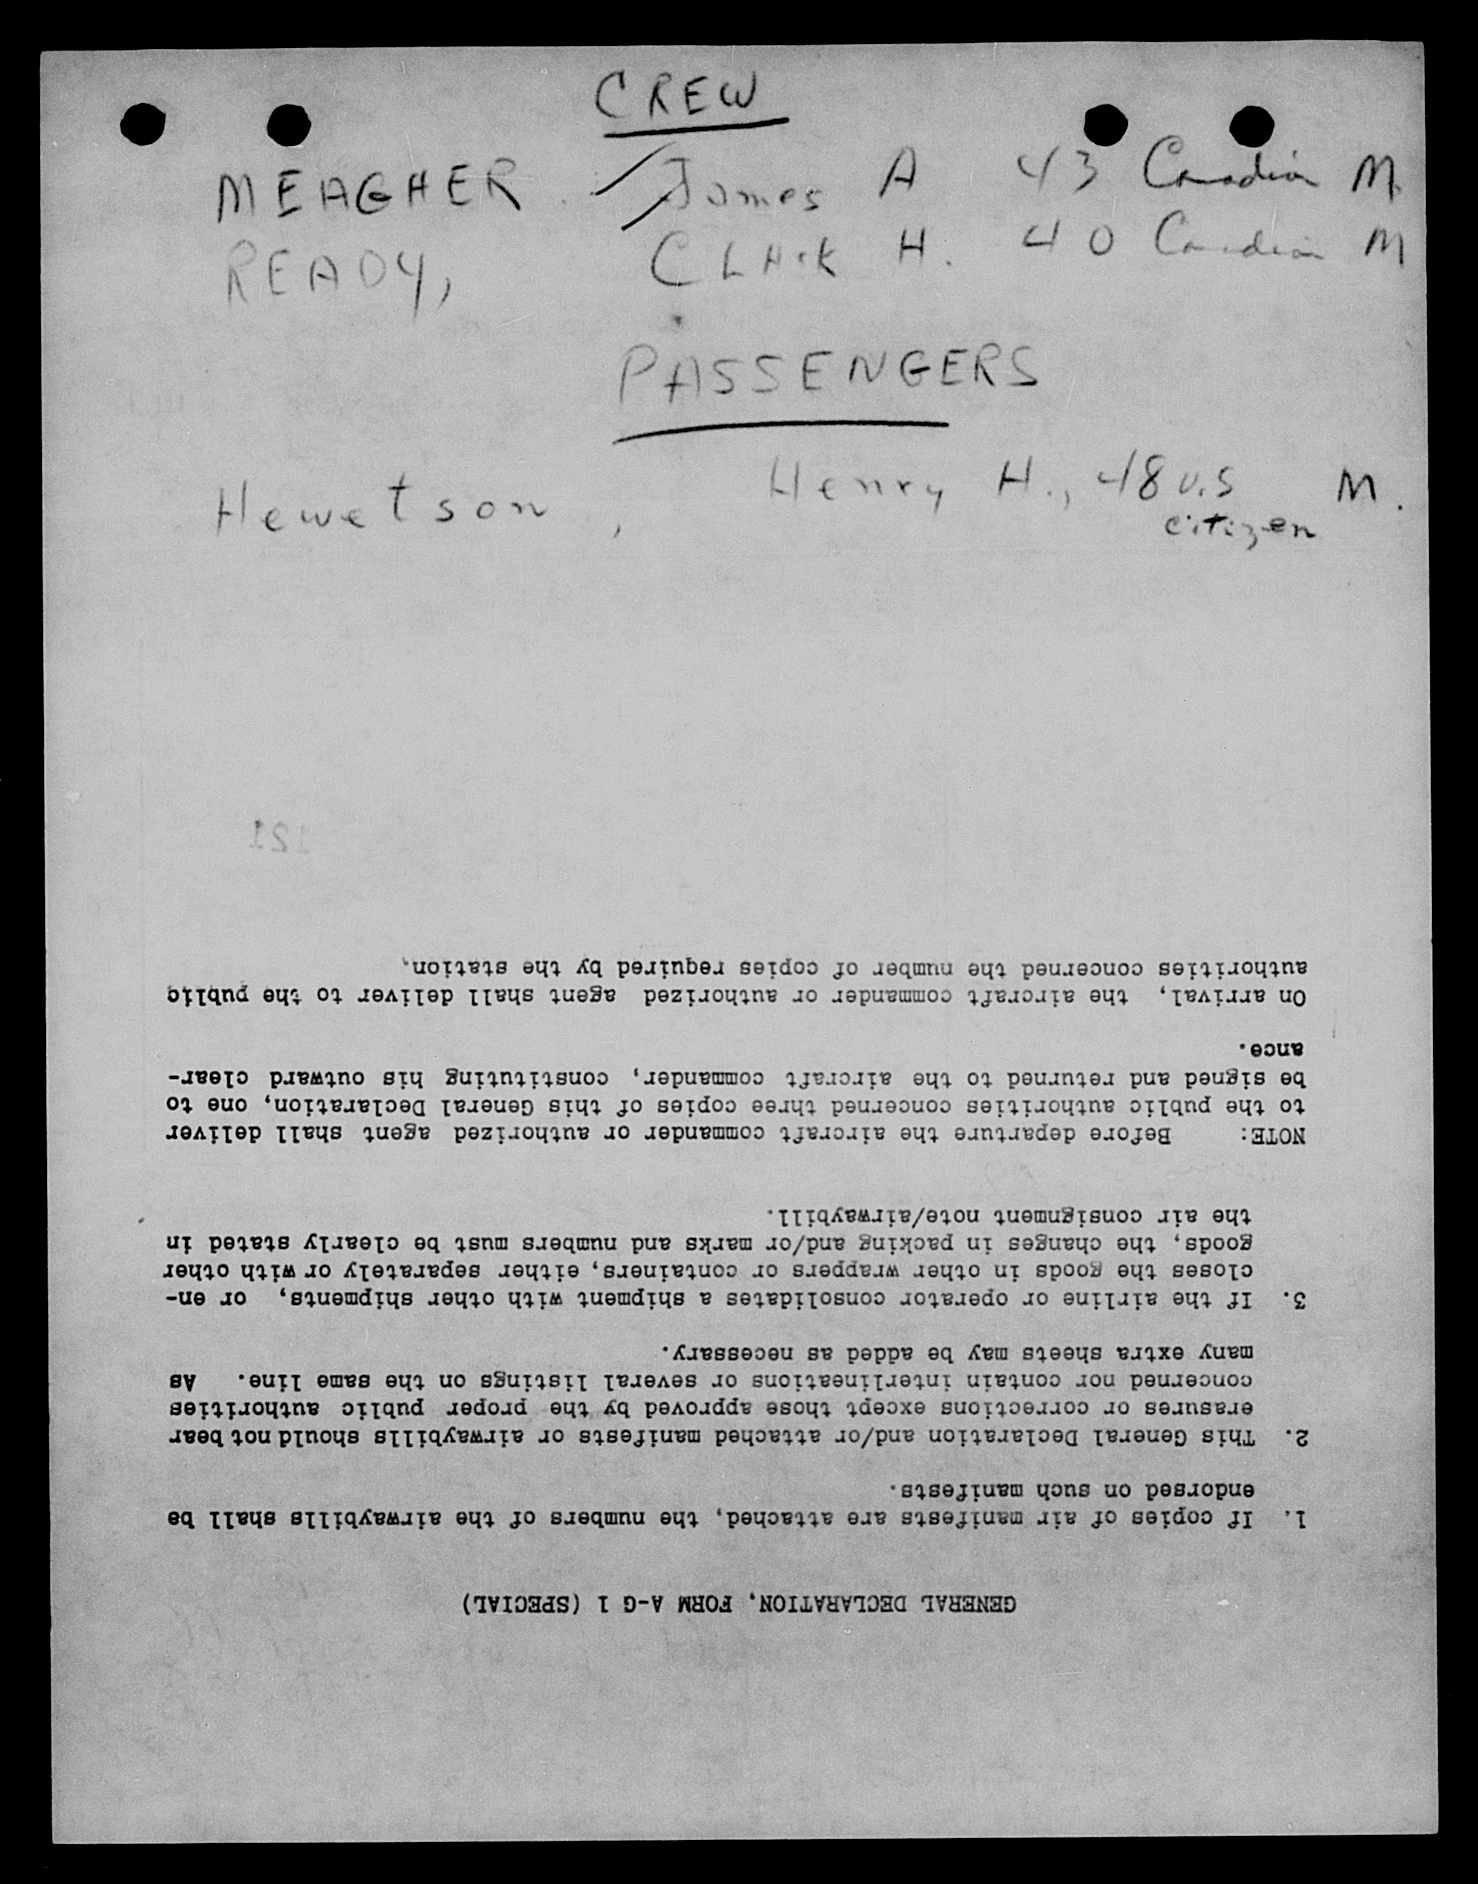 CREW
MEAGHER James A 43 Canadian M.
READY, CLARK H. 40 Canadian M
PASSENGERS
Hewetson, Henry H., 48 U.S M.
citizen
121
GENERAL DECLARATION, FORM A-G 1 (SPECIAL)
1. If copies of air manifests are attached, the numbers of the airwaybills shall be
endorsed on such manifests.
2. This General Declaration and/or attached manifests or airwaybills should not bear
erasures or corrections except those approved by the proper public authorities
concerned nor contain interlineations or several listings on the same line. As
many extra sheets may be added as necessary.
3. If the airline or operator consolidates a shipment with other shipments, or en-
closes the goods in other wrappers or containers, either separately or with other
goods, the changes in packing and/or marks and numbers must be clearly stated in
the air consignment note/airwaybill.
NOTE: Before departure the aircraft commander or authorized agent shall deliver
to the public authorities concerned three copies of this General Declaration, one to
be signed and returned to the aircraft commander, constituting his outward clear-
ance.
On arrival, the aircraft commander or authorized agent shall deliver to the public
authorities concerned the number of copies required by the station.